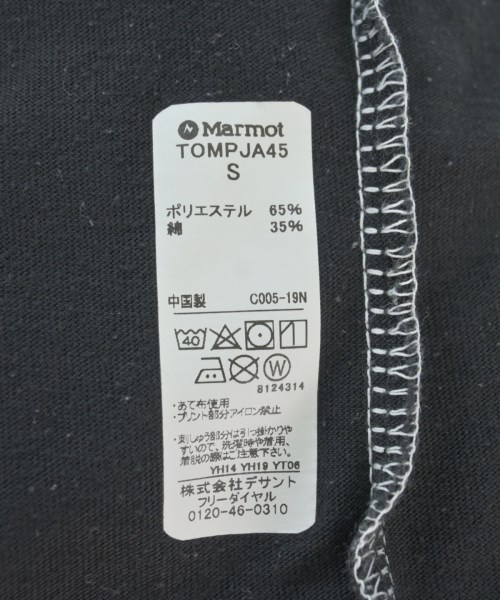 Marmot
TOMPJA45
S
ポリエステル 65%
綿 35%
中国製 C005-19N
40
W
8124314
・あて布使用
・プリント部分アイロン禁止
・刺しゅう部分は引っ掛かりや
すいので、洗濯時や着用、
着脱の際はご注意下さい。
YH14 YH19 YT06
株式会社デサント
フリーダイヤル
0120-46-0310